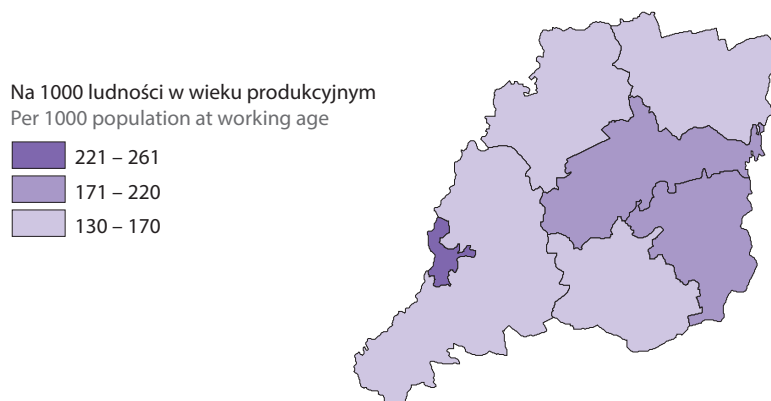 Na 1000 ludności w wieku produkcyjnym
Per 1000 population at working age
221 – 261
171 – 220
130 – 170